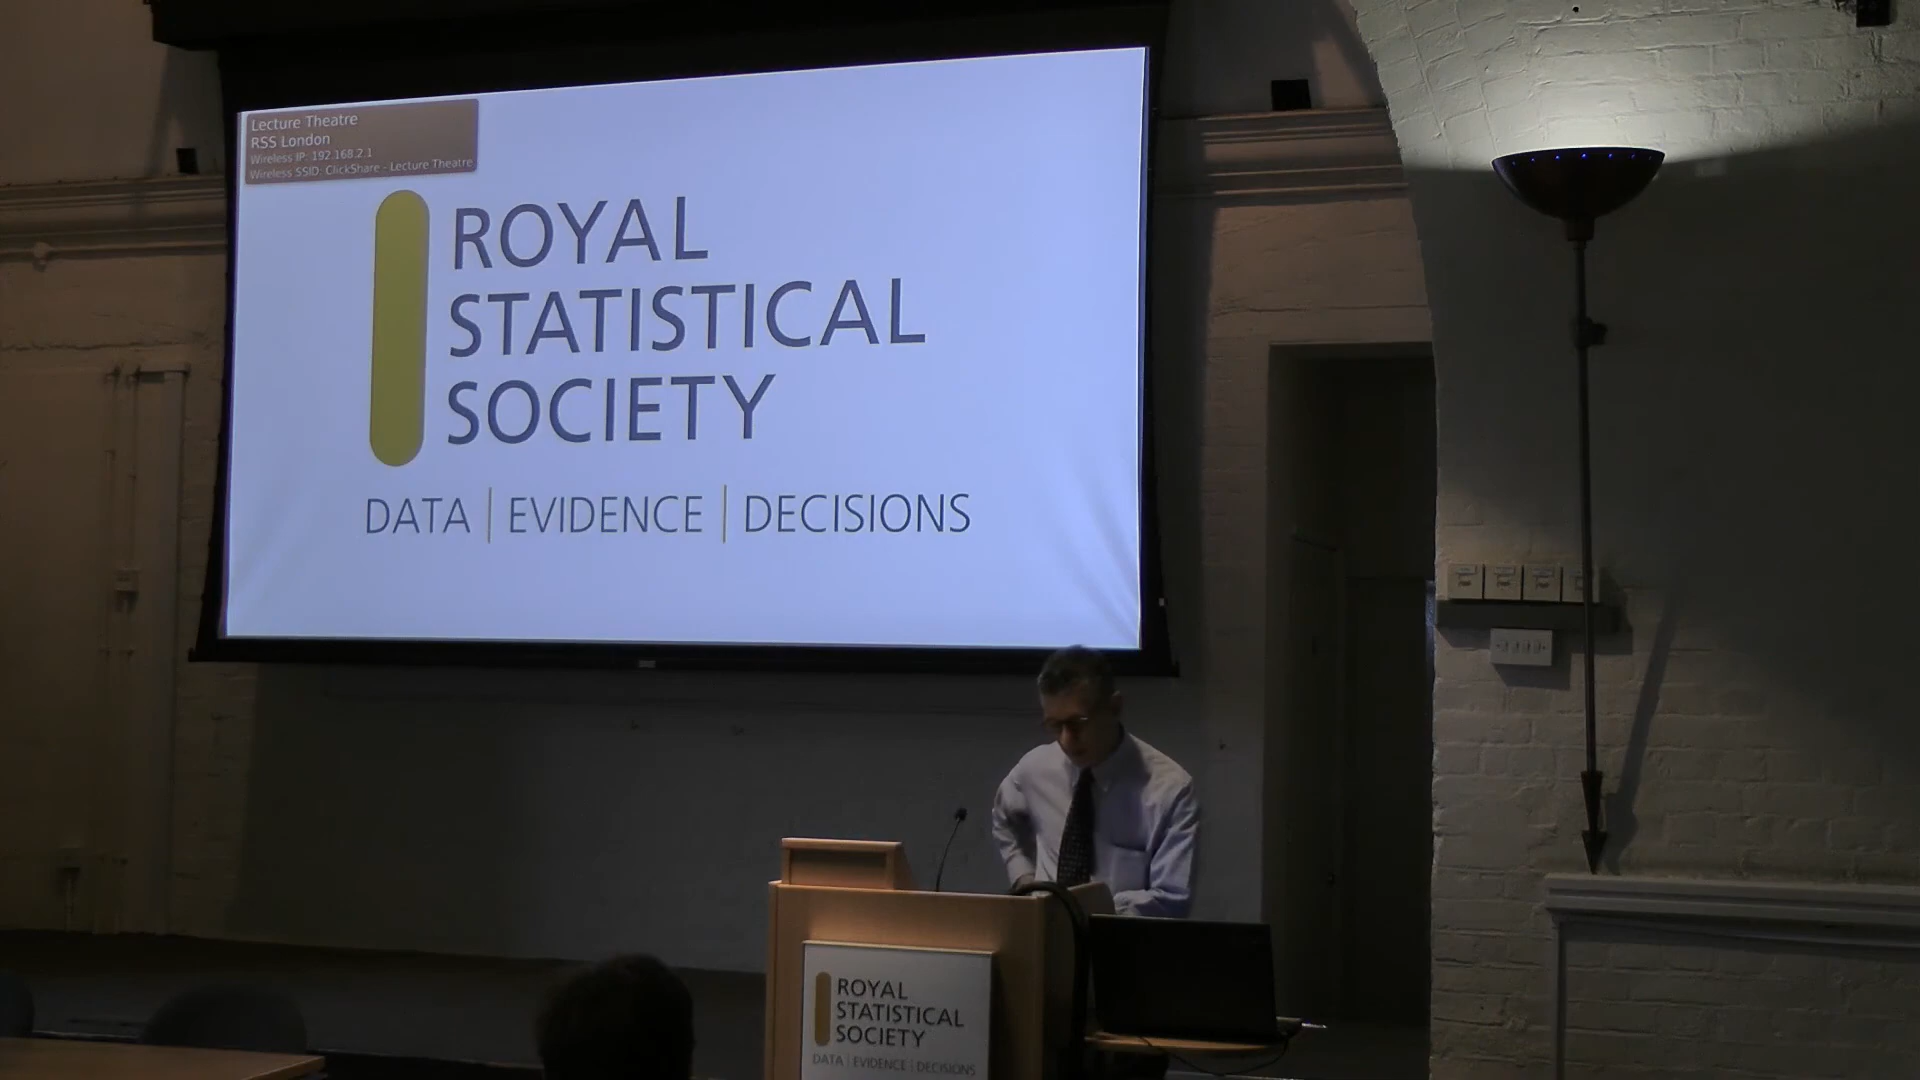 Lecture Theatre
RSS London
Wireless IP: 192.168.2.1
Wireless SSID: ClickShare - Lecture Theatre
ROYAL
STATISTICAL
SOCIETY
DATA | EVIDENCE | DECISIONS
ROYAL
STATISTICAL
SOCIETY
DATA | EVIDENCE | DECISIONS